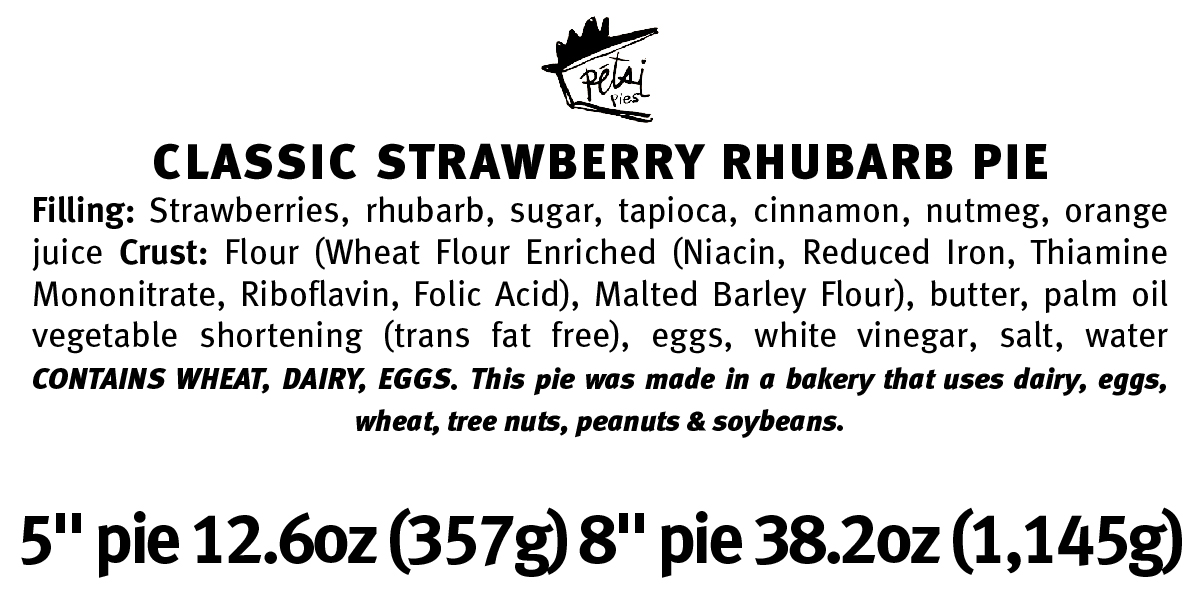 pétsi
Pies
CLASSIC STRAWBERRY RHUBARB PIE
Filling: Strawberries, rhubarb, sugar, tapioca, cinnamon, nutmeg, orange
juice Crust: Flour (Wheat Flour Enriched (Niacin, Reduced Iron, Thiamine
Mononitrate, Riboflavin, Folic Acid), Malted Barley Flour), butter, palm oil
vegetable shortening (trans fat free), eggs, white vinegar, salt, water
CONTAINS WHEAT, DAIRY, EGGS. This pie was made in a bakery that uses dairy, eggs,
wheat, tree nuts, peanuts & soybeans.
5" pie 12.6oz (357g) 8" pie 38.2oz (1,145g)